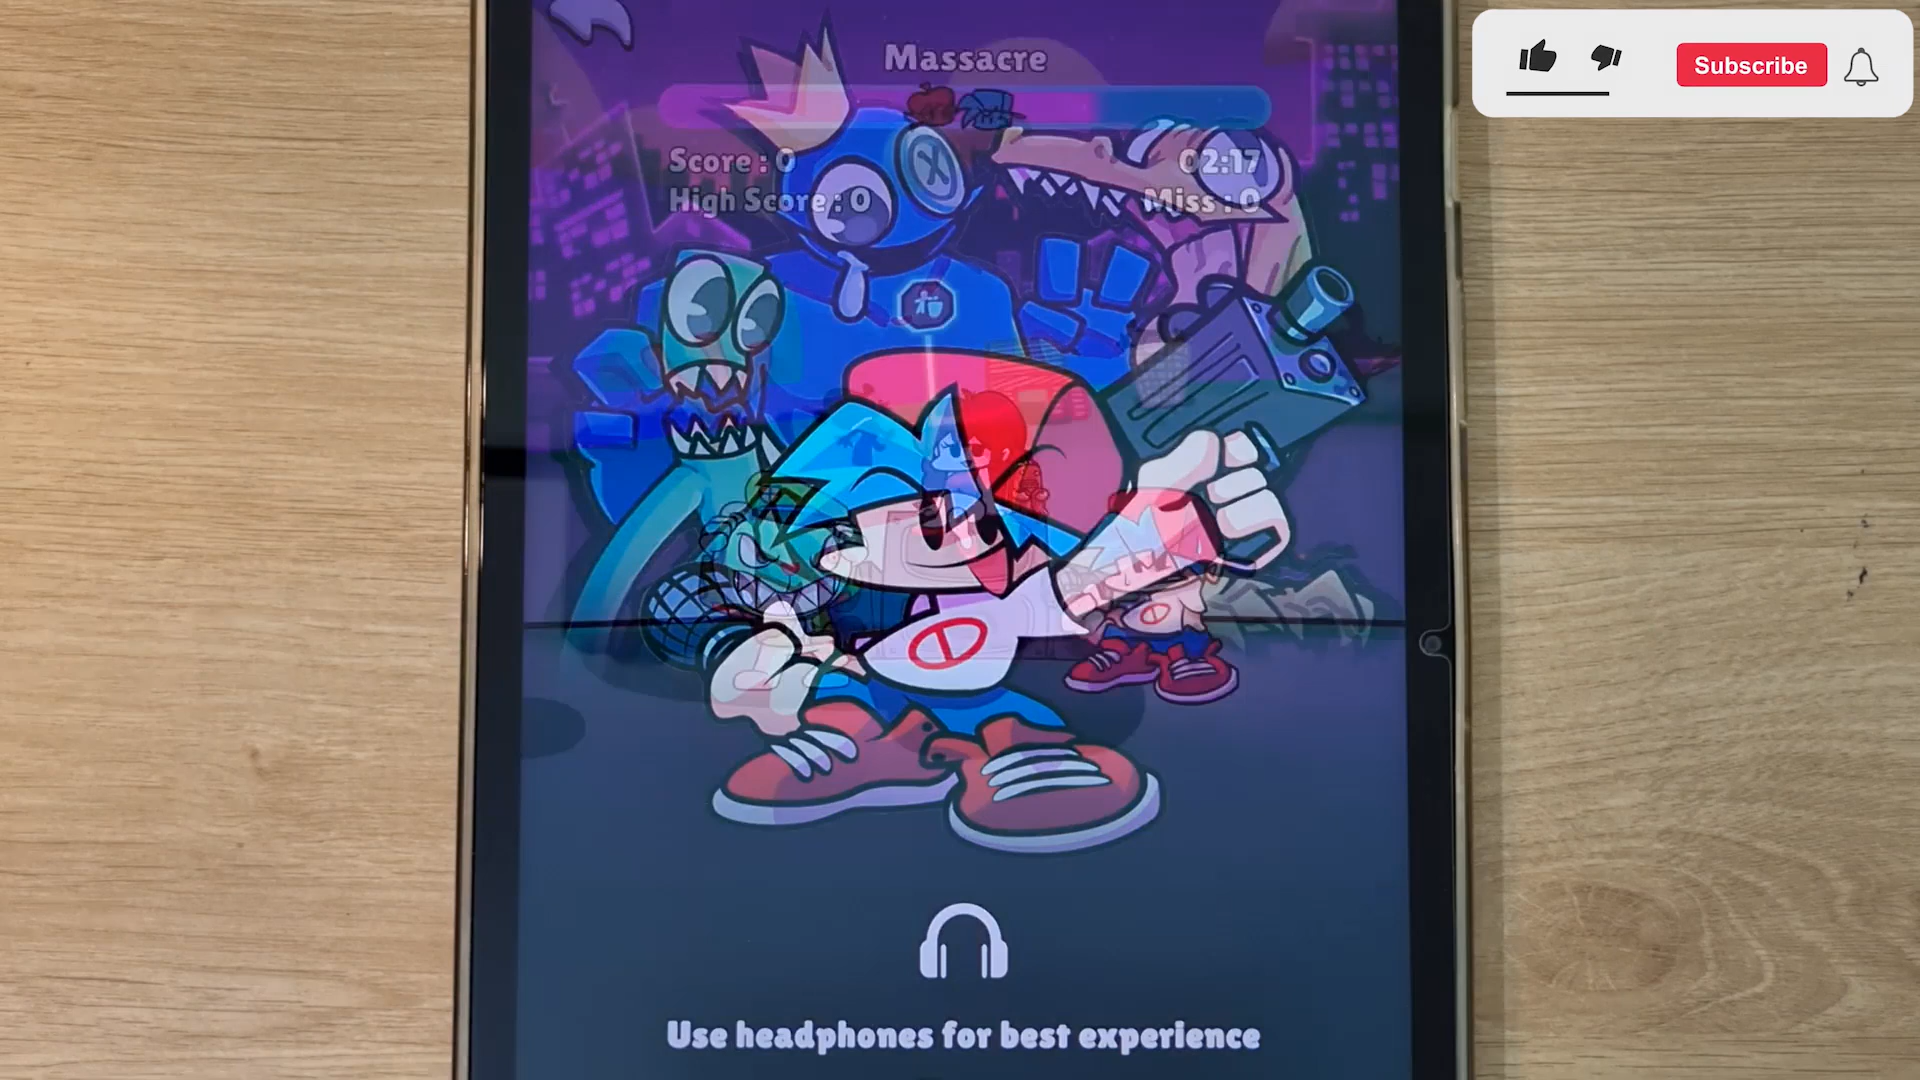 Massacre
Score : 0
02:17
High Score : 0
Miss : 0
Subscribe
Use headphones for best experience